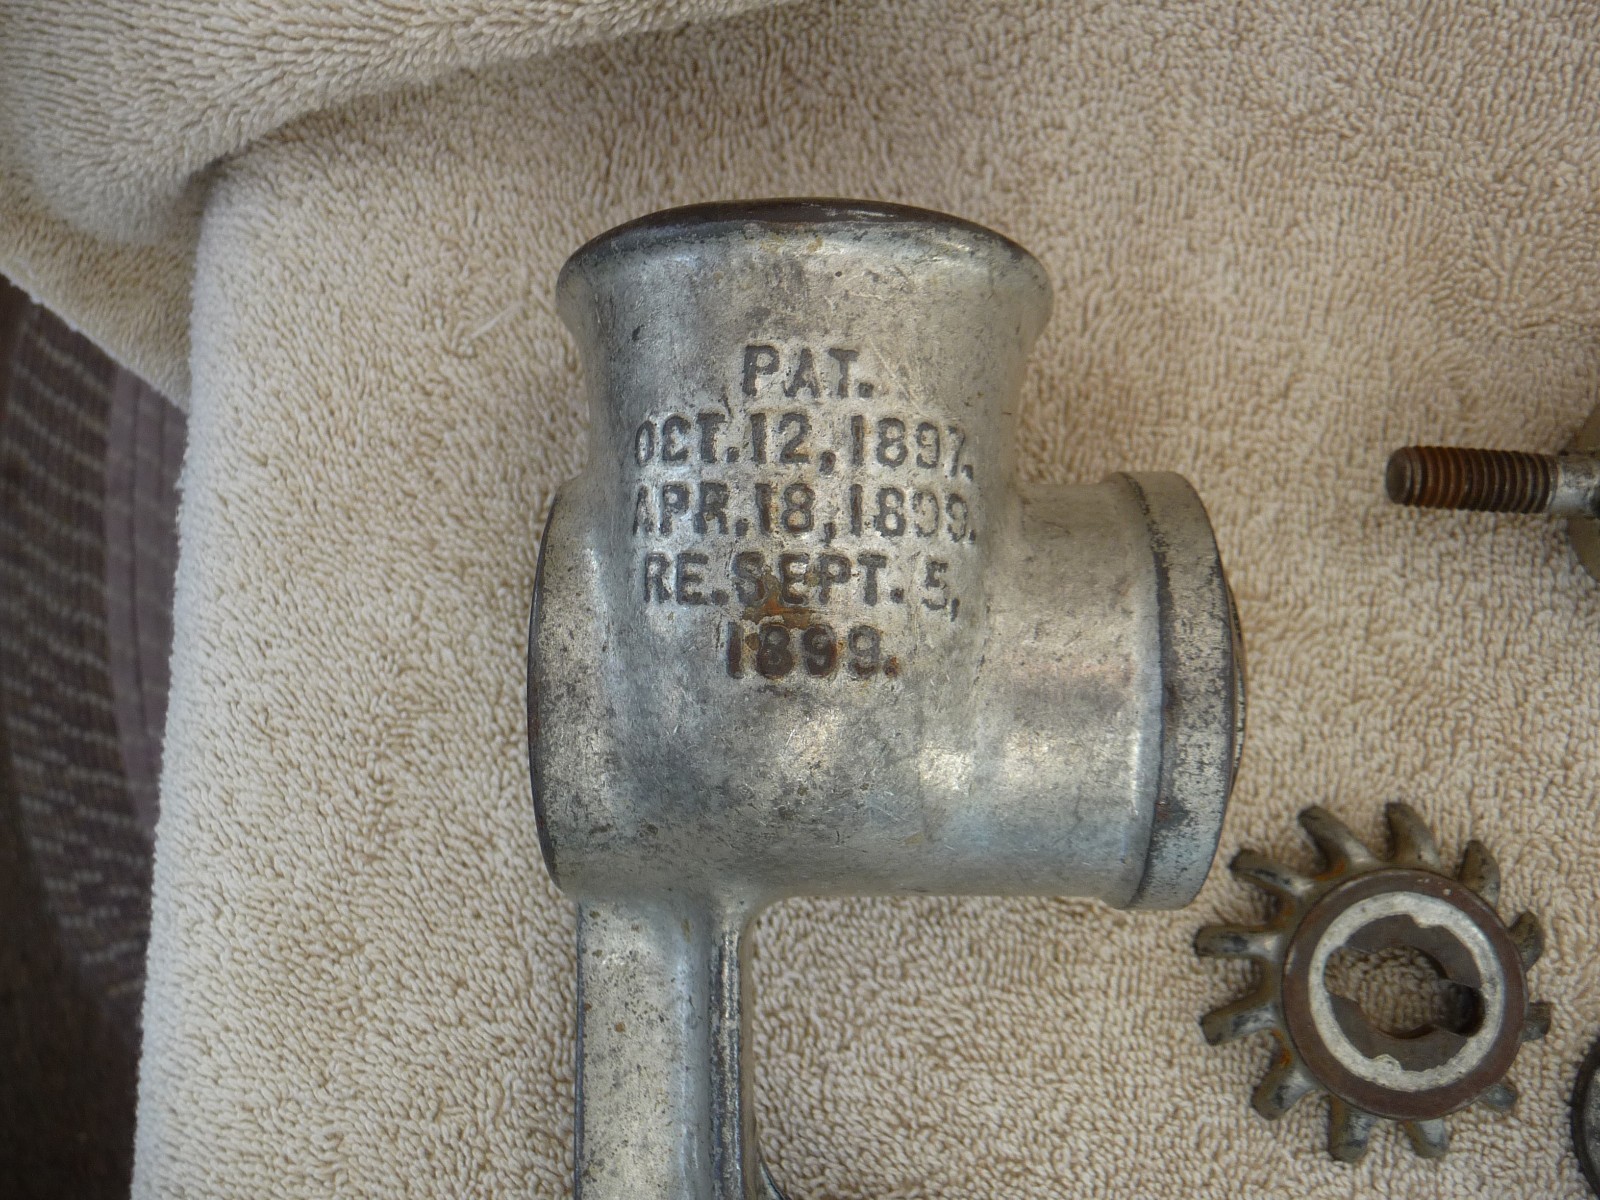 PAT.
OCT.12,1897.
APR.18,1899.
RE.SEPT.5,
1899.